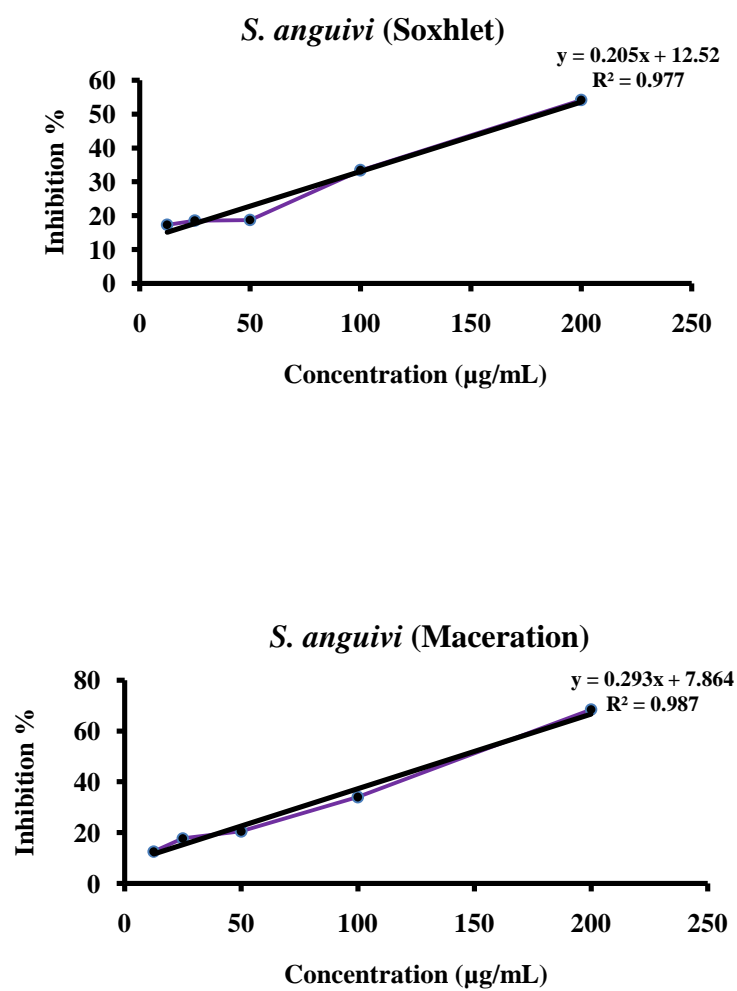 S. anguivi (Soxhlet)
y = 0.205x + 12.52
R² = 0.977
60
50
40
30
20
10
0
Inhibition %
0 50 100 150 200 250
Concentration (µg/mL)
S. anguivi (Maceration)
y = 0.293x + 7.864
R² = 0.987
80
60
40
20
0
Inhibition %
0 50 100 150 200 250
Concentration (µg/mL)